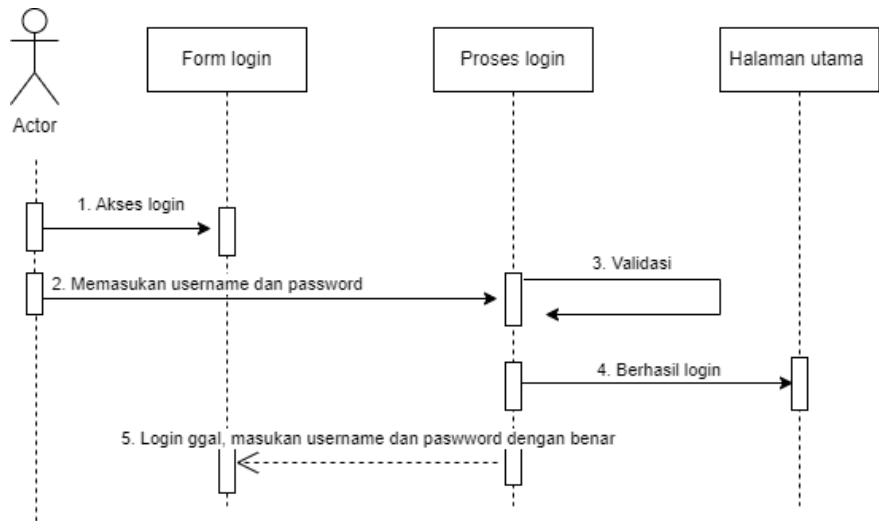 Form login
Proses login
Halaman utama
Actor
1. Akses login
3. Validasi
2. Memasukan username dan password
4. Berhasil login
5. Login ggal, masukan username dan paswword dengan benar